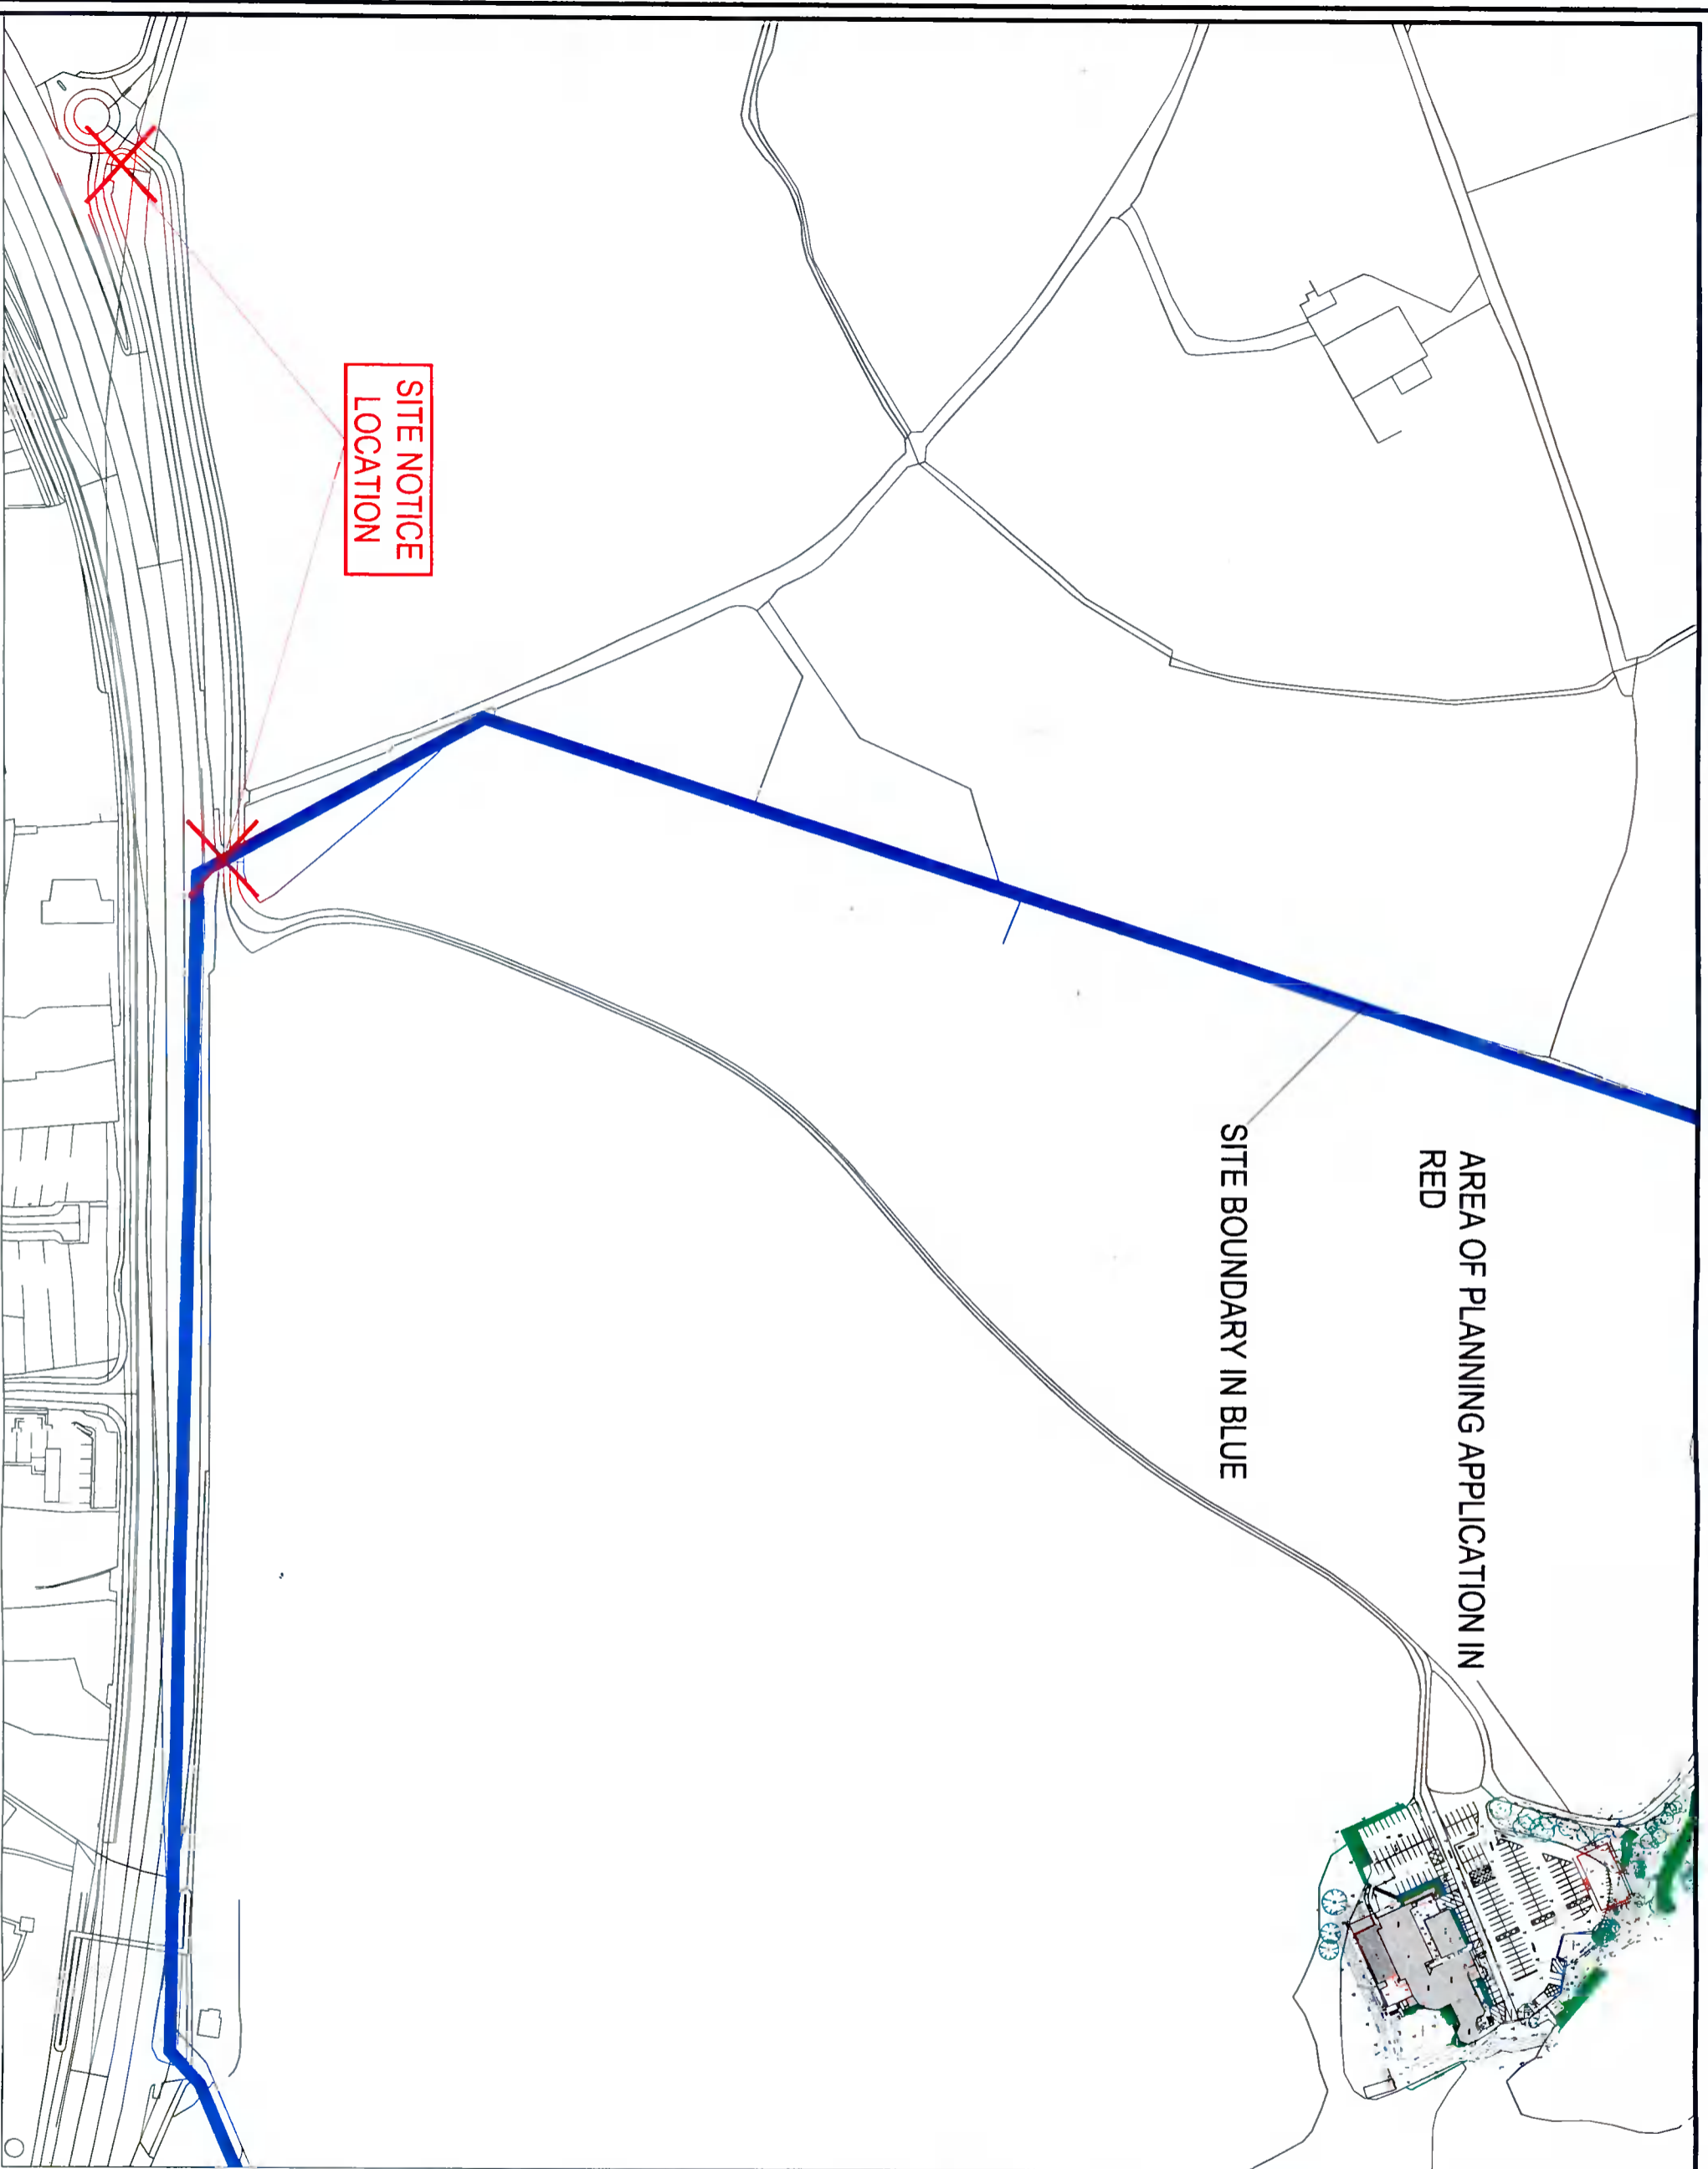 AREA OF PLANNING APPLICATION IN
RED
SITE BOUNDARY IN BLUE
SITE NOTICE
LOCATION